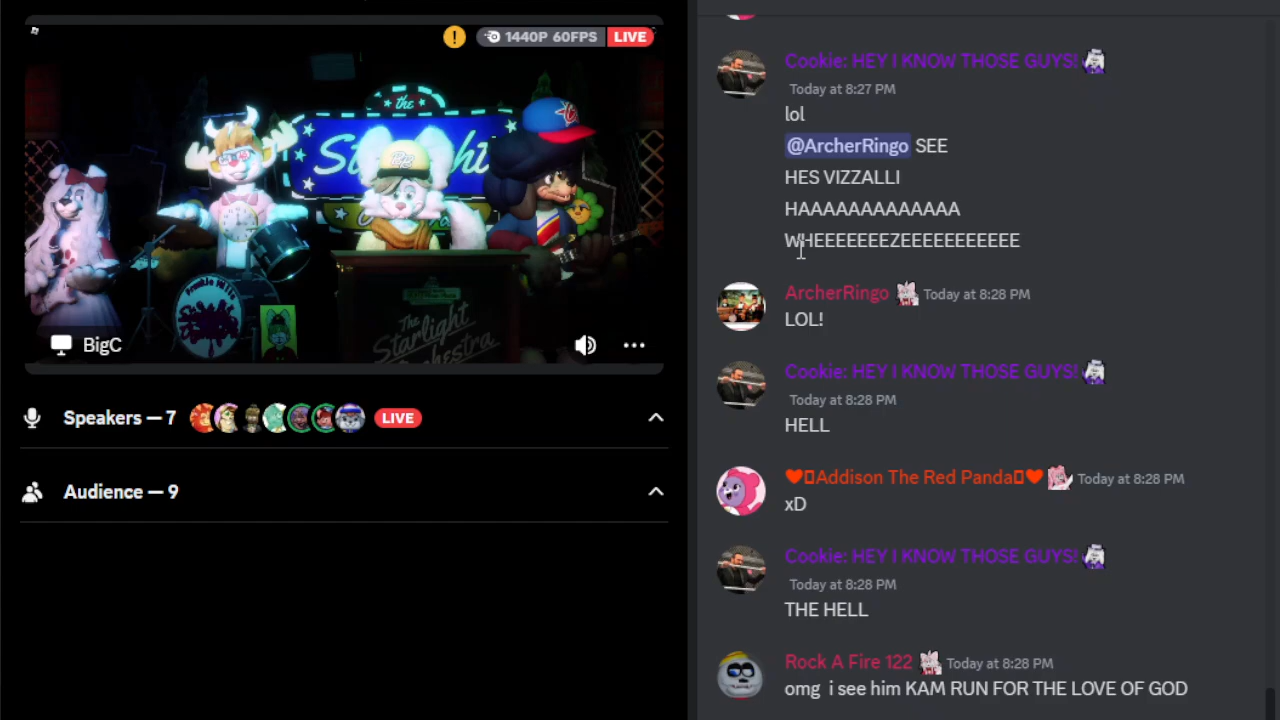 1440P 60FPS
LIVE
the
Starlight
The
Starlight
Orchestra
BigC
Speakers — 7
LIVE
Audience — 9
Cookie: HEY I KNOW THOSE GUYS!
Today at 8:27 PM
lol
@ArcherRingo SEE
HES VIZZALLI
HAAAAAAAAAAAAA
WHEEEEEEEZEEEEEEEEEEE
ArcherRingo Today at 8:28 PM
LOL!
Cookie: HEY I KNOW THOSE GUYS!
Today at 8:28 PM
HELL
Addison The Red Panda Today at 8:28 PM
xD
Cookie: HEY I KNOW THOSE GUYS!
Today at 8:28 PM
THE HELL
Rock A Fire 122 Today at 8:28 PM
omg i see him KAM RUN FOR THE LOVE OF GOD